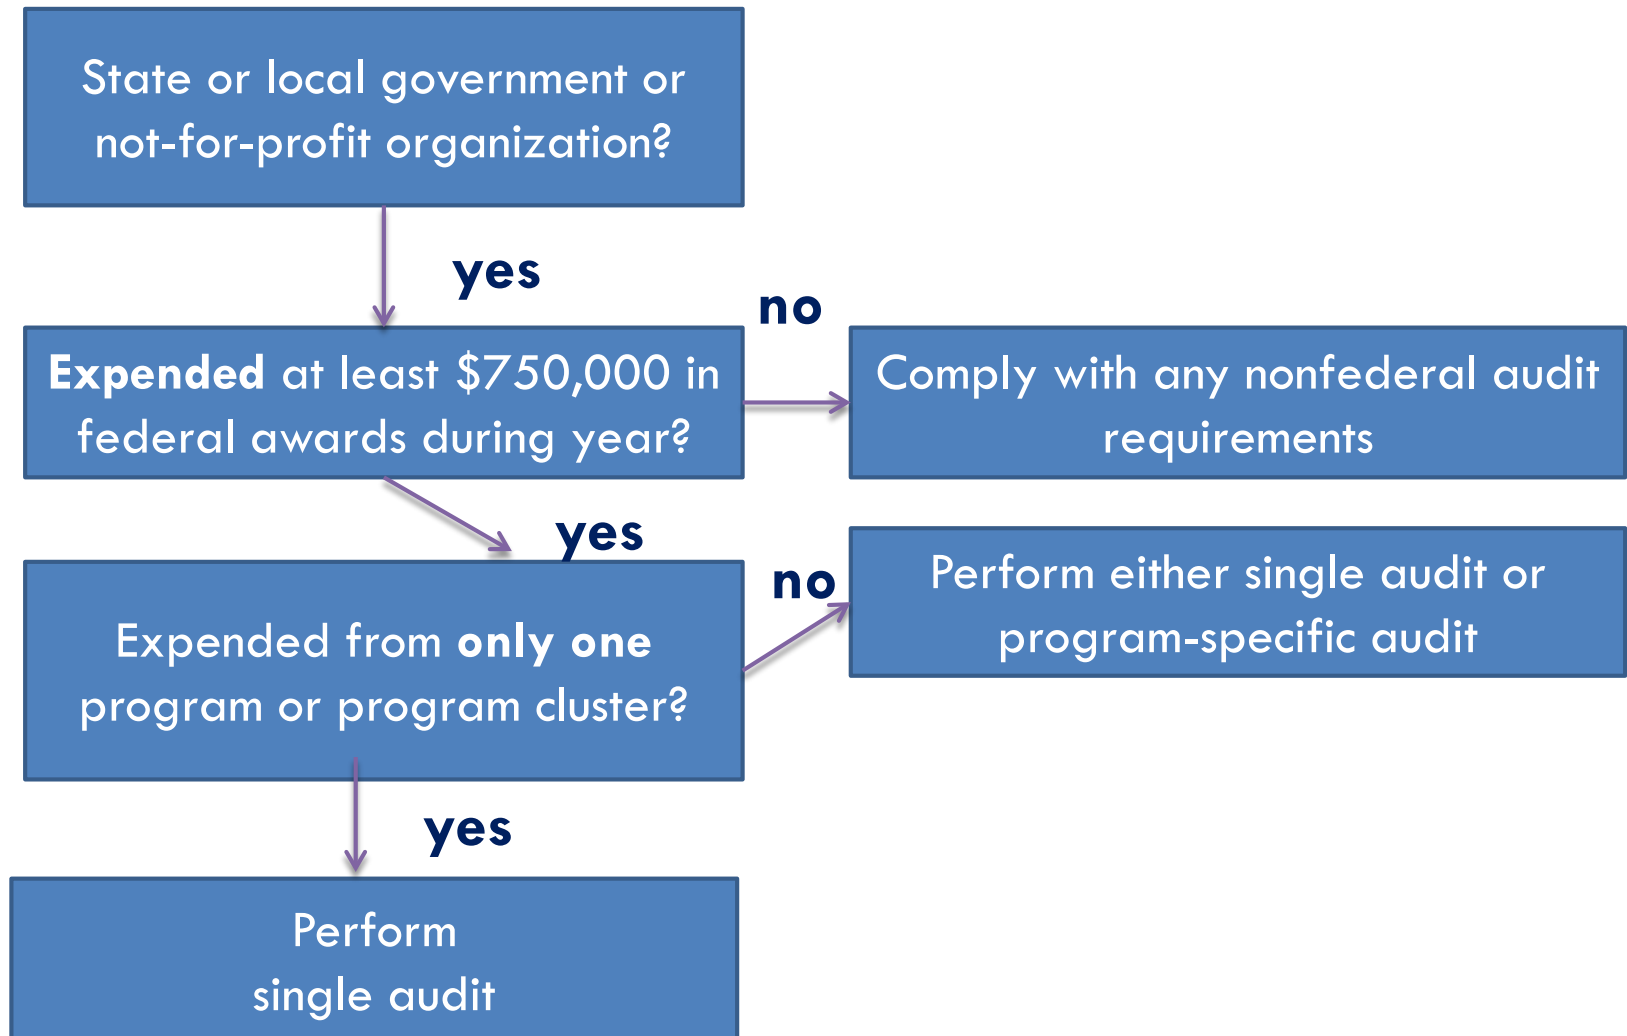 State or local government or
not-for-profit organization?
yes
no
Expended at least $750,000 in
federal awards during year?
Comply with any nonfederal audit
requirements
yes
no
Perform either single audit or
program-specific audit
Expended from only one
program or program cluster?
yes
Perform
single audit